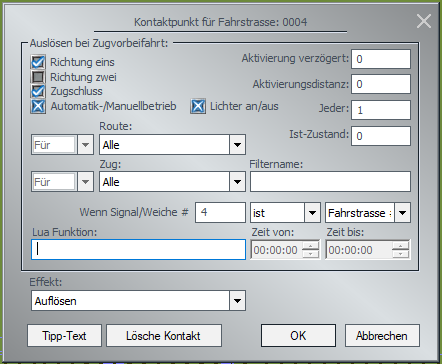 Kontaktpunkt für Fahrstrasse: 0004
Auslösen bei Zugvorbeifahrt:
Richtung eins
Aktivierung verzögert: 0
Richtung zwei
Zugschluss
Aktivierungsdistanz: 0
Automatik-/Manuellbetrieb Lichter an/aus
Jeder: 1
Ist-Zustand: 0
Route:
Für Alle
Zug: Filtername:
Für Alle
Wenn Signal/Weiche # 4 ist Fahrstrasse
Lua Funktion: Zeit von: Zeit bis:
00:00:00 00:00:00
Effekt:
Auflösen
Tipp-Text Lösche Kontakt OK Abbrechen